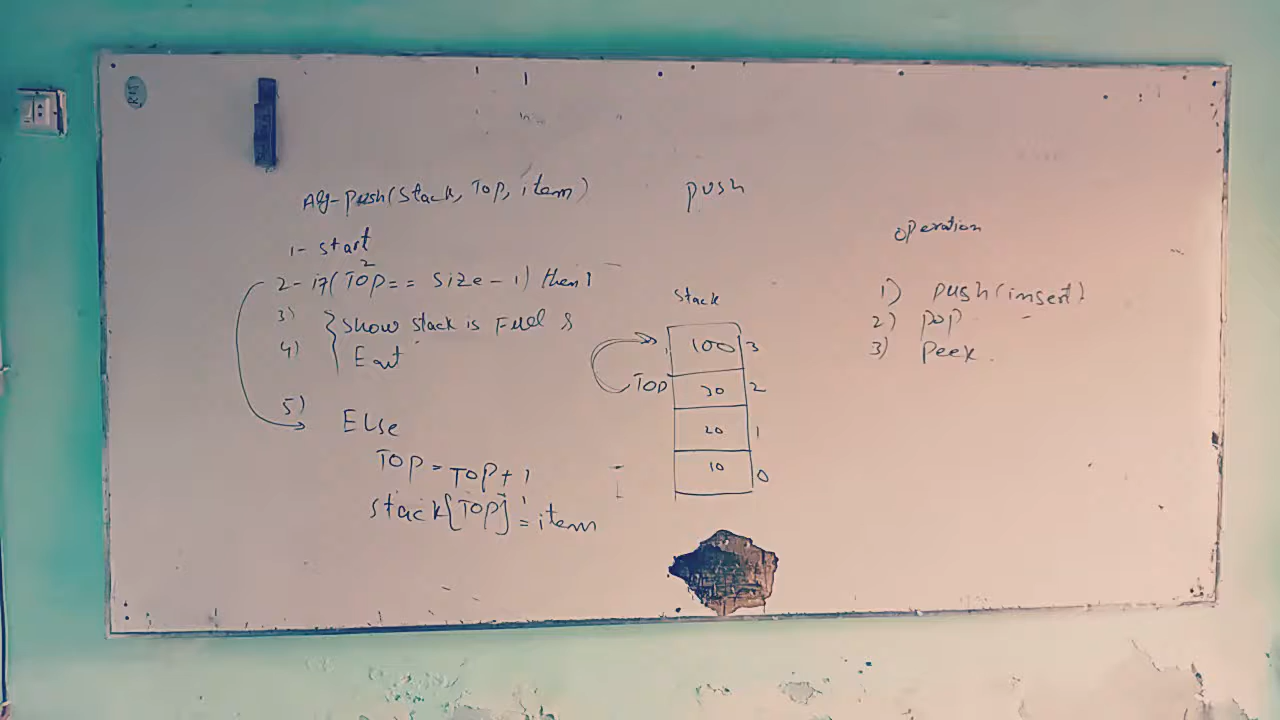 Alg-push(stack, Top, item)
1- start
2
2- if(TOP == size - 1) then
3) { show stack is Fuel &
4) Exit
5) Else
TOP = TOP + 1
stack[TOP] = item
push
stack
100 3
TOP 30 2
20 1
10 0
operation
1) push(insert)
2) pop
3) peek.